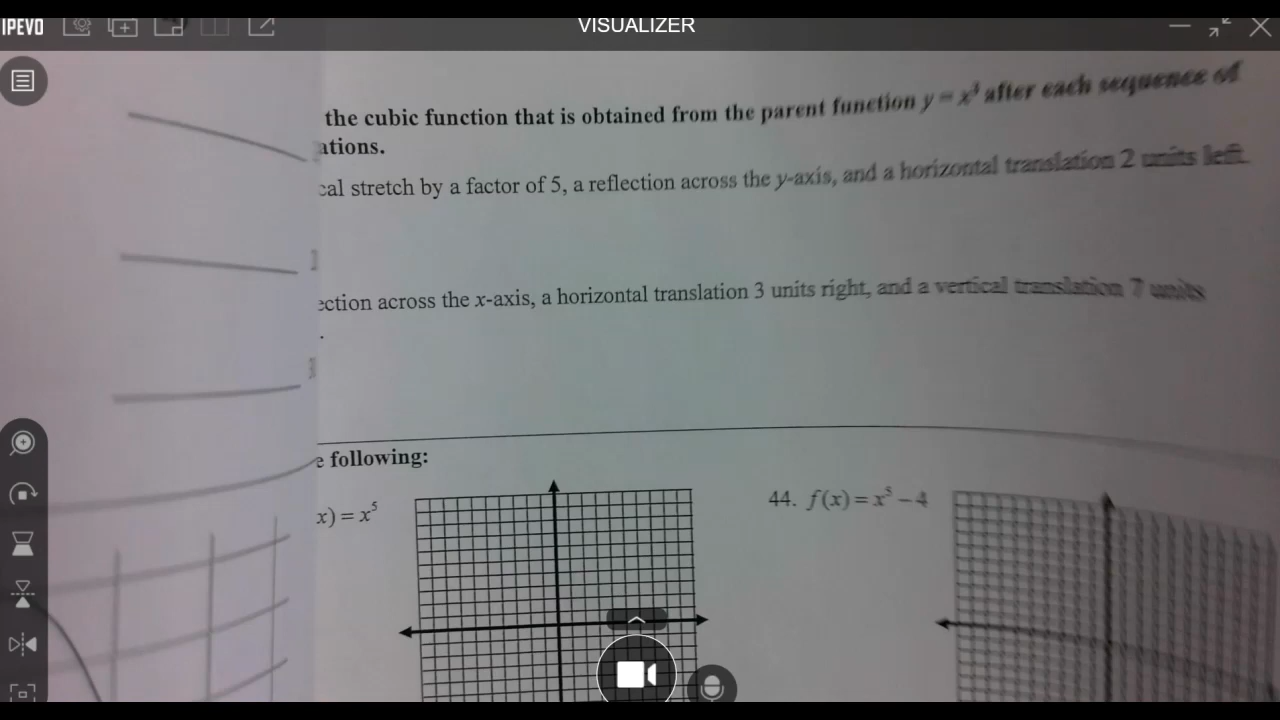 IPEVO
VISUALIZER
the cubic function that is obtained from the parent function y = x³ after each sequence of
ations.
cal stretch by a factor of 5, a reflection across the y-axis, and a horizontal translation 2 units left.
ection across the x-axis, a horizontal translation 3 units right, and a vertical translation 7 units
.
e following:
x) = x⁵
44. f(x) = x⁵ – 4